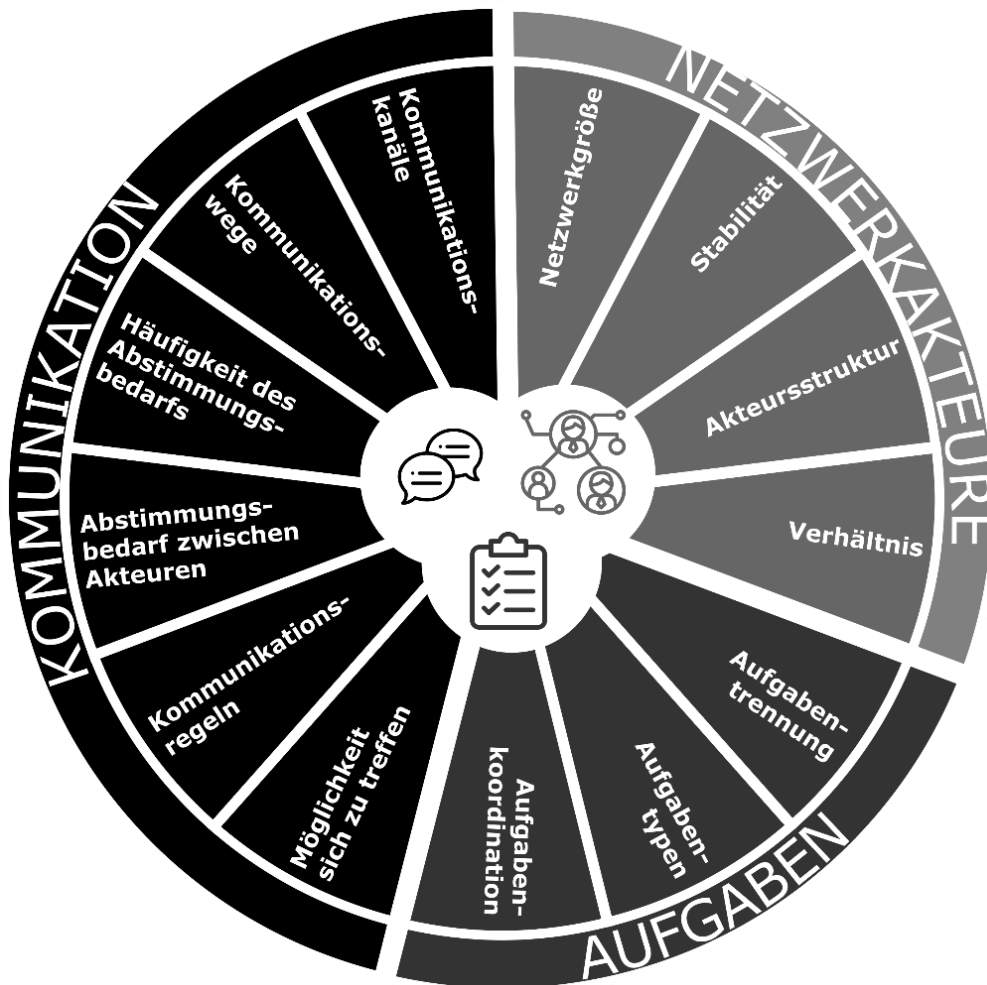 NETZWERKAKTEURE
Netzwerkgröße
Stabilität
Akteursstruktur
Verhältnis
AUFGABEN
Aufgaben-
trennung
Aufgaben-
typen
Aufgaben-
koordination
KOMMUNIKATION
Möglichkeit
sich zu treffen
Kommunikations-
regeln
Abstimmungs-
bedarf zwischen
Akteuren
Häufigkeit des
Abstimmungs-
bedarfs
Kommunikations-
wege
Kommunikations-
kanäle